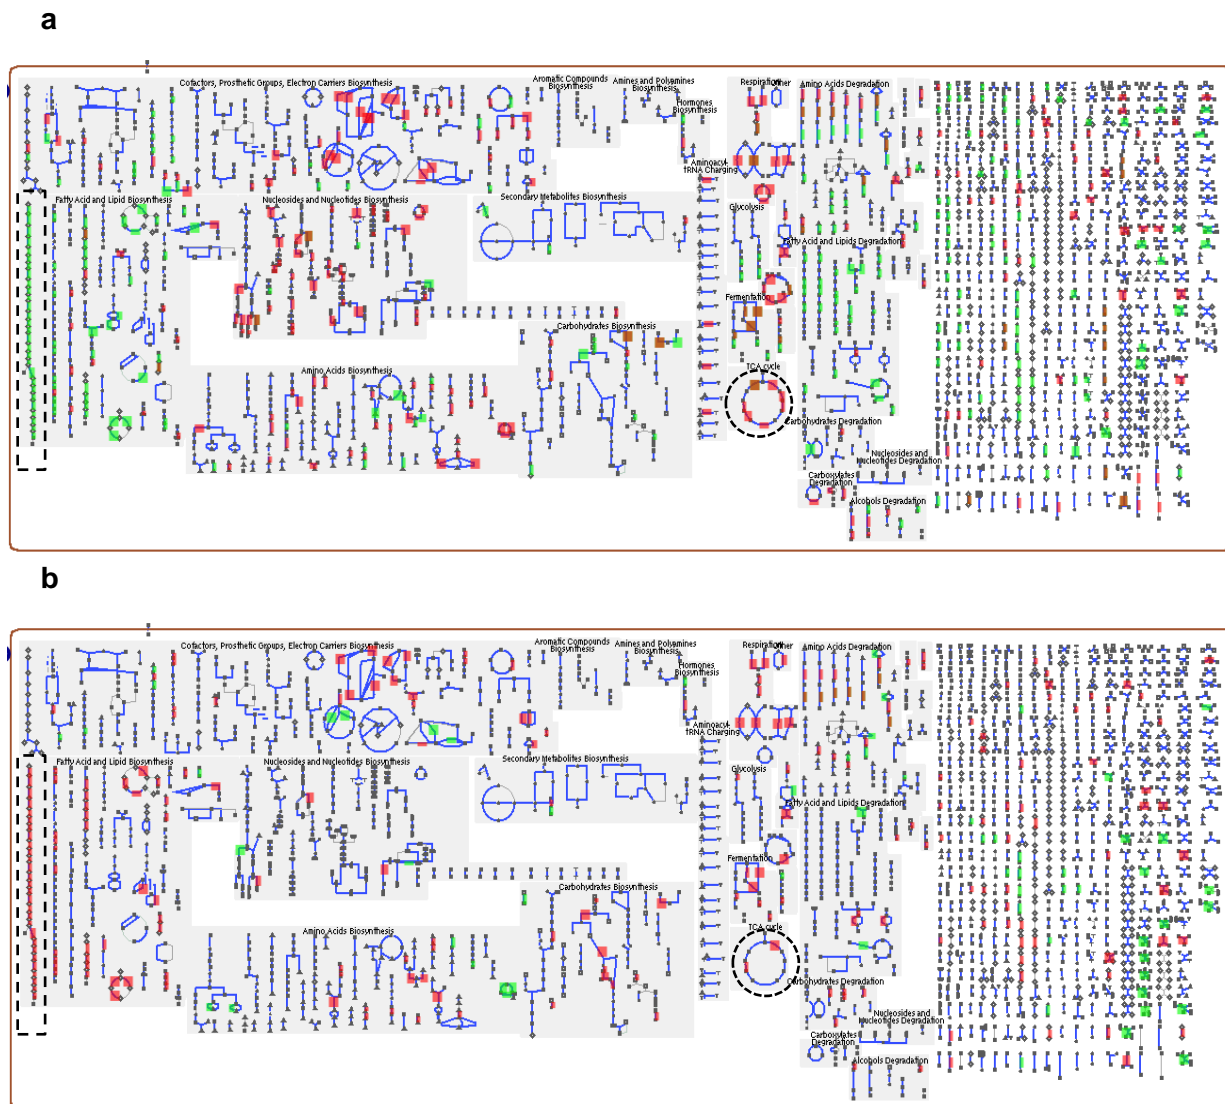 a
Cofactors, Prosthetic Groups, Electron Carriers Biosynthesis
Aromatic Compounds
Biosynthesis
Amines and Polyamines
Biosynthesis
Hormones
Biosynthesis
Respiration
Other
Amino Acids Degradation
Aminoacyl-
tRNA Charging
Fatty Acid and Lipid Biosynthesis
Nucleosides and Nucleotides Biosynthesis
Secondary Metabolites Biosynthesis
Glycolysis
Fatty Acid and Lipids Degradation
Fermentation
Carbohydrates Biosynthesis
Amino Acids Biosynthesis
TCA cycle
Carbohydrates Degradation
Nucleosides and
Nucleotides Degradation
Carboxylates
Degradation
Alcohols Degradation
b
Cofactors, Prosthetic Groups, Electron Carriers Biosynthesis
Aromatic Compounds
Biosynthesis
Amines and Polyamines
Biosynthesis
Hormones
Biosynthesis
Respiration
Other
Amino Acids Degradation
Aminoacyl-
tRNA Charging
Fatty Acid and Lipid Biosynthesis
Nucleosides and Nucleotides Biosynthesis
Secondary Metabolites Biosynthesis
Glycolysis
Fatty Acid and Lipids Degradation
Fermentation
Carbohydrates Biosynthesis
Amino Acids Biosynthesis
TCA cycle
Carbohydrates Degradation
Nucleosides and
Nucleotides Degradation
Carboxylates
Degradation
Alcohols Degradation